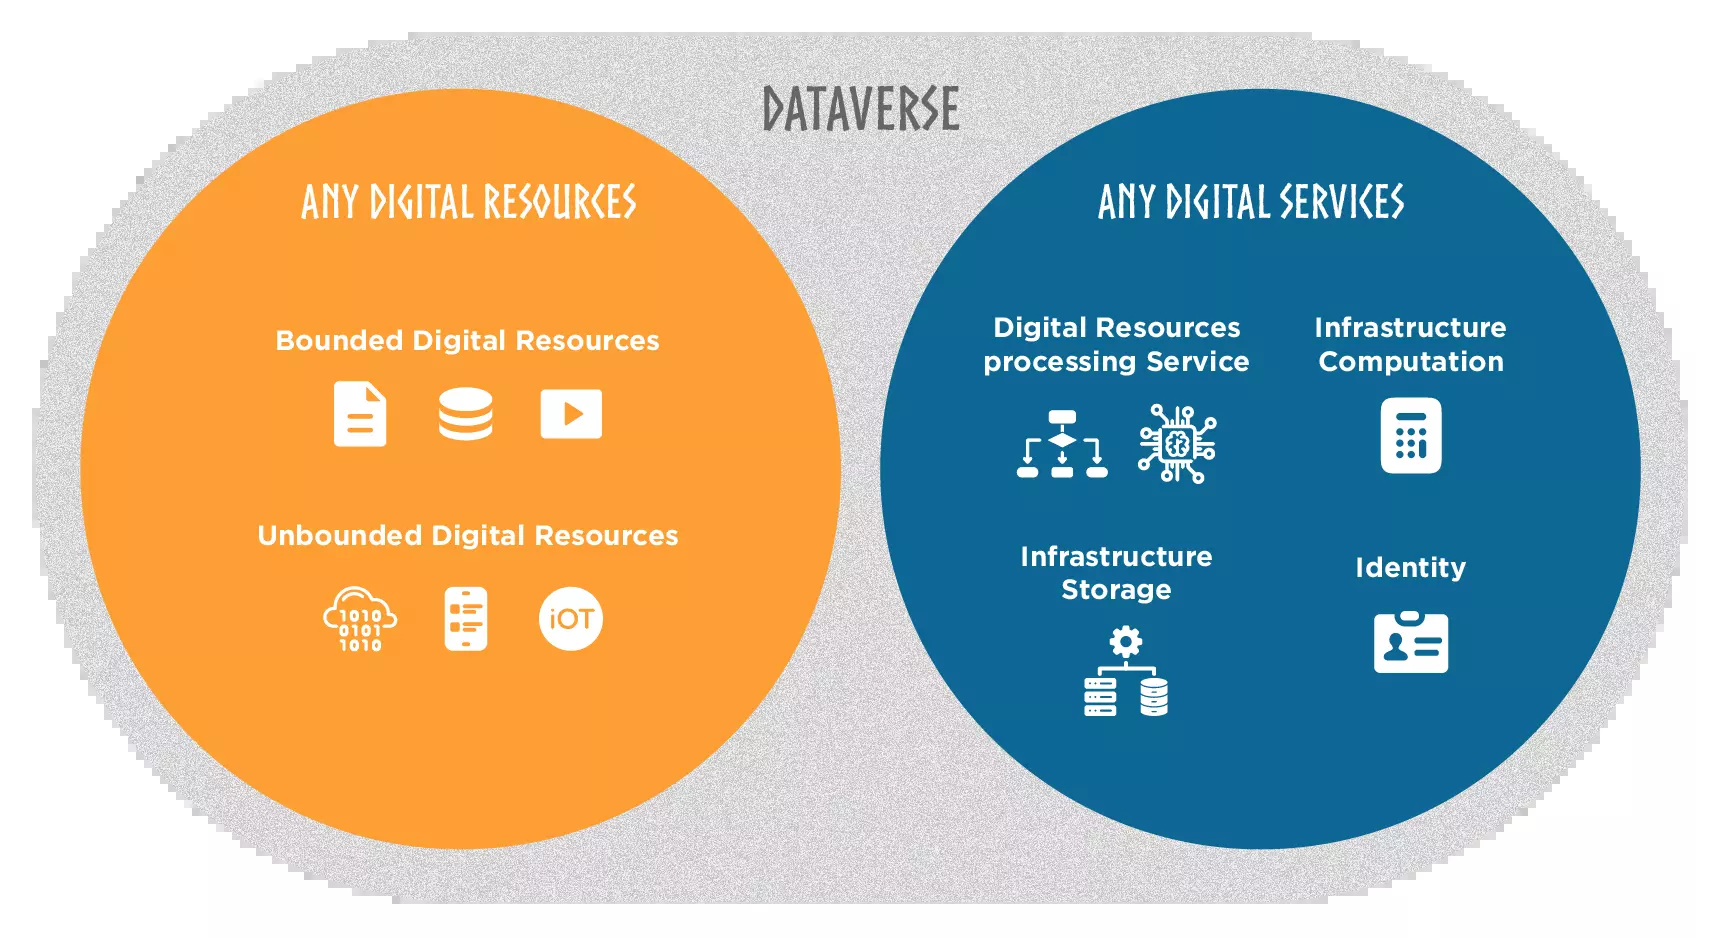 DATAVERSE
ANY DIGITAL RESOURCES
Bounded Digital Resources
Unbounded Digital Resources
1010
0101
1010
iOT
ANY DIGITAL SERVICES
Digital Resources
processing Service
Infrastructure
Computation
Infrastructure
Storage
Identity